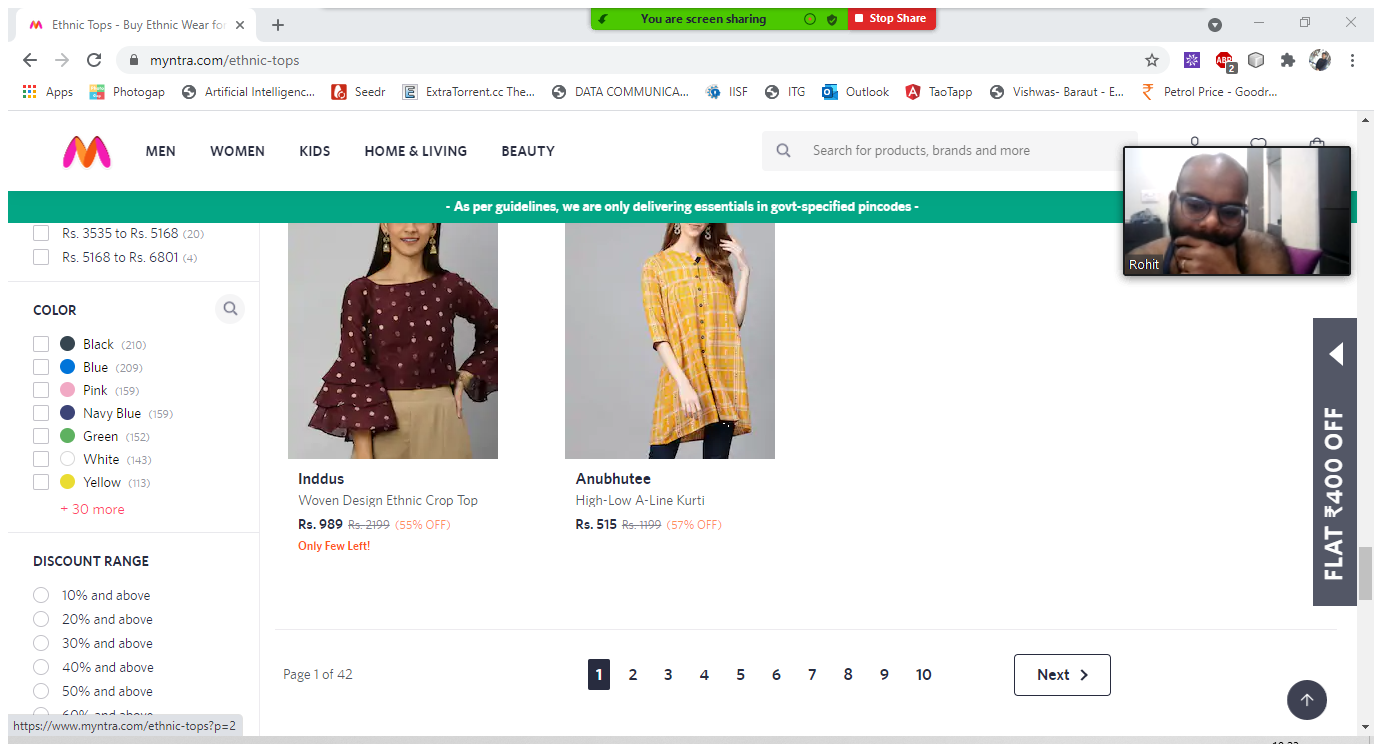 You are screen sharing
Stop Share
Ethnic Tops - Buy Ethnic Wear for
myntra.com/ethnic-tops
ABP
2
Apps
Photogap
Artificial Intelligenc...
Seedr
ExtraTorrent.cc The...
DATA COMMUNICA...
IISF
ITG
Outlook
TaoTapp
Vishwas- Baraut - E...
Petrol Price - Goodr...
MEN
WOMEN
KIDS
HOME & LIVING
BEAUTY
Search for products, brands and more
- As per guidelines, we are only delivering essentials in govt-specified pincodes -
Rohit
Rs. 3535 to Rs. 5168 (20)
Rs. 5168 to Rs. 6801 (4)
COLOR
Black (210)
Blue (209)
Pink (159)
Navy Blue (159)
Green (152)
White (143)
Yellow (113)
+ 30 more
DISCOUNT RANGE
10% and above
20% and above
30% and above
40% and above
50% and above
60% and above
https://www.myntra.com/ethnic-tops?p=2
Inddus
Woven Design Ethnic Crop Top
Rs. 989 Rs. 2199 (55% OFF)
Only Few Left!
Anubhutee
High-Low A-Line Kurti
Rs. 515 Rs. 1199 (57% OFF)
FLAT ₹400 OFF
Page 1 of 42
1 2 3 4 5 6 7 8 9 10
Next